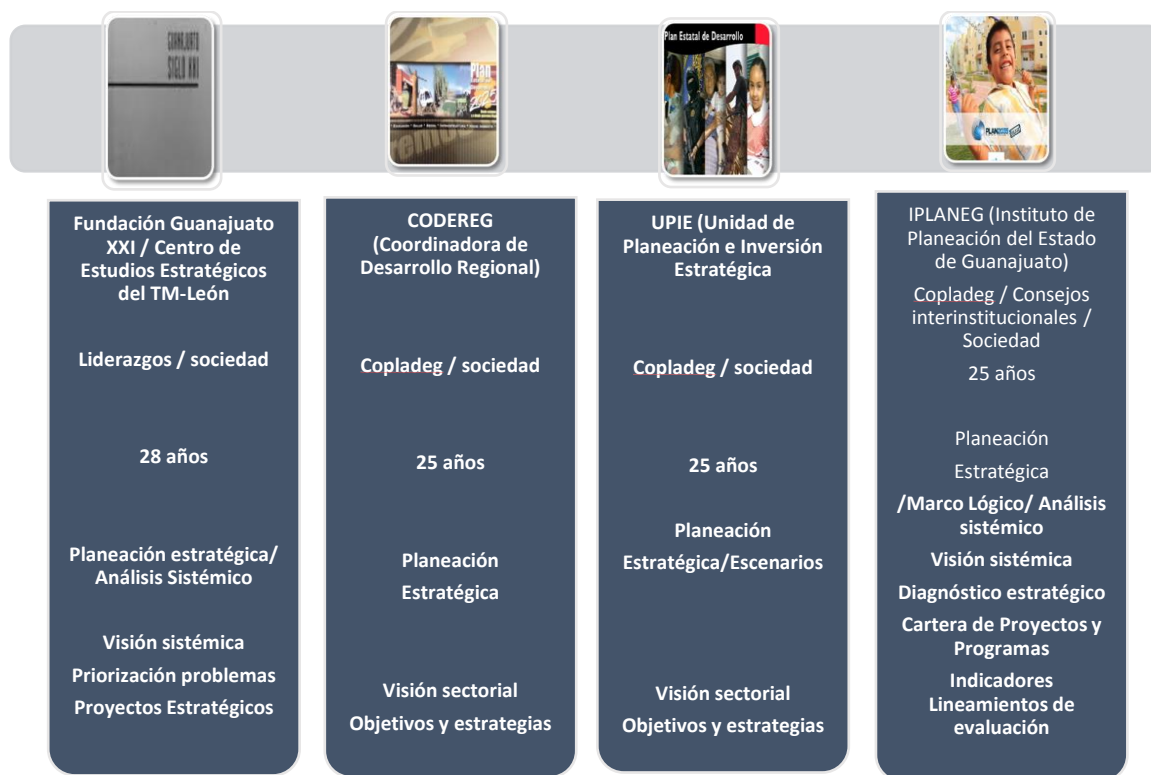 GUANAJUATO
SIGLO XXI
Plan
Plan Estatal de Desarrollo
Fundación Guanajuato
XXI / Centro de
Estudios Estratégicos
del TM-León
Liderazgos / sociedad
28 años
Planeación estratégica/
Análisis Sistémico
Visión sistémica
Priorización problemas
Proyectos Estratégicos
CODEREG
(Coordinadora de
Desarrollo Regional)
Copladeg / sociedad
25 años
Planeación
Estratégica
Visión sectorial
Objetivos y estrategias
UPIE (Unidad de
Planeación e Inversión
Estratégica
Copladeg / sociedad
25 años
Planeación
Estratégica/Escenarios
Visión sectorial
Objetivos y estrategias
IPLANEG (Instituto de
Planeación del Estado
de Guanajuato)
Copladeg / Consejos
interinstitucionales /
Sociedad
25 años
Planeación
Estratégica
/Marco Lógico/ Análisis
sistémico
Visión sistémica
Diagnóstico estratégico
Cartera de Proyectos y
Programas
Indicadores
Lineamientos de
evaluación